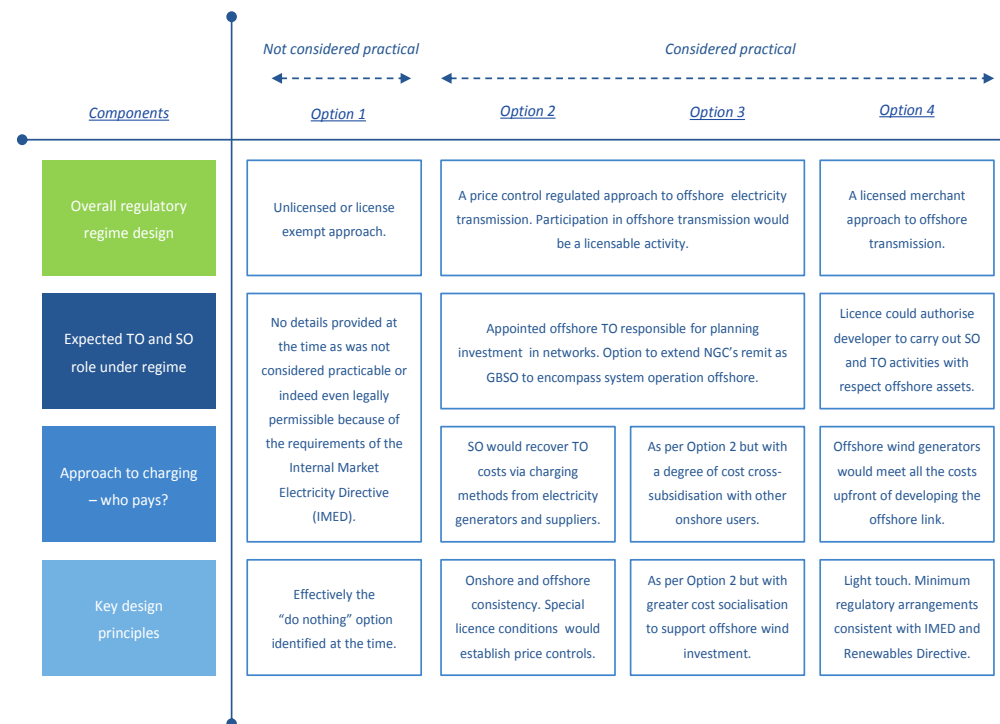 Not considered practical
Considered practical
Components
Option 1
Option 2
Option 3
Option 4
Overall regulatory
regime design
Unlicensed or license
exempt approach.
A price control regulated approach to offshore electricity
transmission. Participation in offshore transmission would
be a licensable activity.
A licensed merchant
approach to offshore
transmission.
Expected TO and SO
role under regime
No details provided at
the time as was not
considered practicable or
indeed even legally
permissible because of
the requirements of the
Internal Market
Electricity Directive
(IMED).
Appointed offshore TO responsible for planning
investment in networks. Option to extend NGC's remit as
GBSO to encompass system operation offshore.
Licence could authorise
developer to carry out SO
and TO activities with
respect offshore assets.
Approach to charging
– who pays?
SO would recover TO
costs via charging
methods from electricity
generators and suppliers.
As per Option 2 but with
a degree of cost cross-
subsidisation with other
onshore users.
Offshore wind generators
would meet all the costs
upfront of developing the
offshore link.
Key design
principles
Effectively the
“do nothing” option
identified at the time.
Onshore and offshore
consistency. Special
licence conditions would
establish price controls.
As per Option 2 but with
greater cost socialisation
to support offshore wind
investment.
Light touch. Minimum
regulatory arrangements
consistent with IMED and
Renewables Directive.